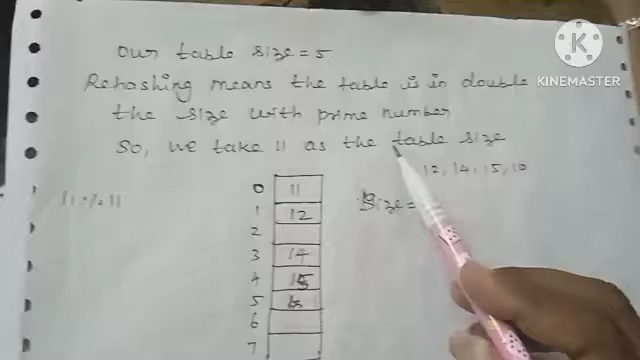 Our table size = 5
Rehashing means the table is in double
the size with prime number
So, we take 11 as the table size
12, 14, 15, 10
11 % 11
Size =
0 11
1 12
2
3 14
4 15
5
6
7
K
KINEMASTER